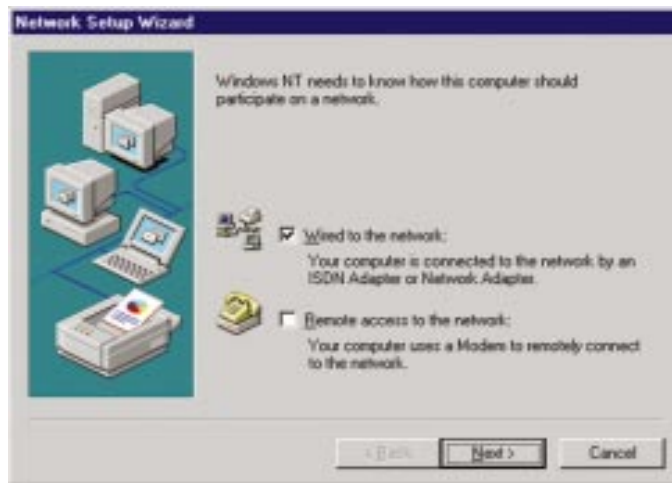 Network Setup Wizard
Windows NT needs to know how this computer should
participate on a network.
Wired to the network:
Your computer is connected to the network by an
ISDN Adapter or Network Adapter.
Remote access to the network:
Your computer uses a Modem to remotely connect
to the network.
< Back
Next >
Cancel